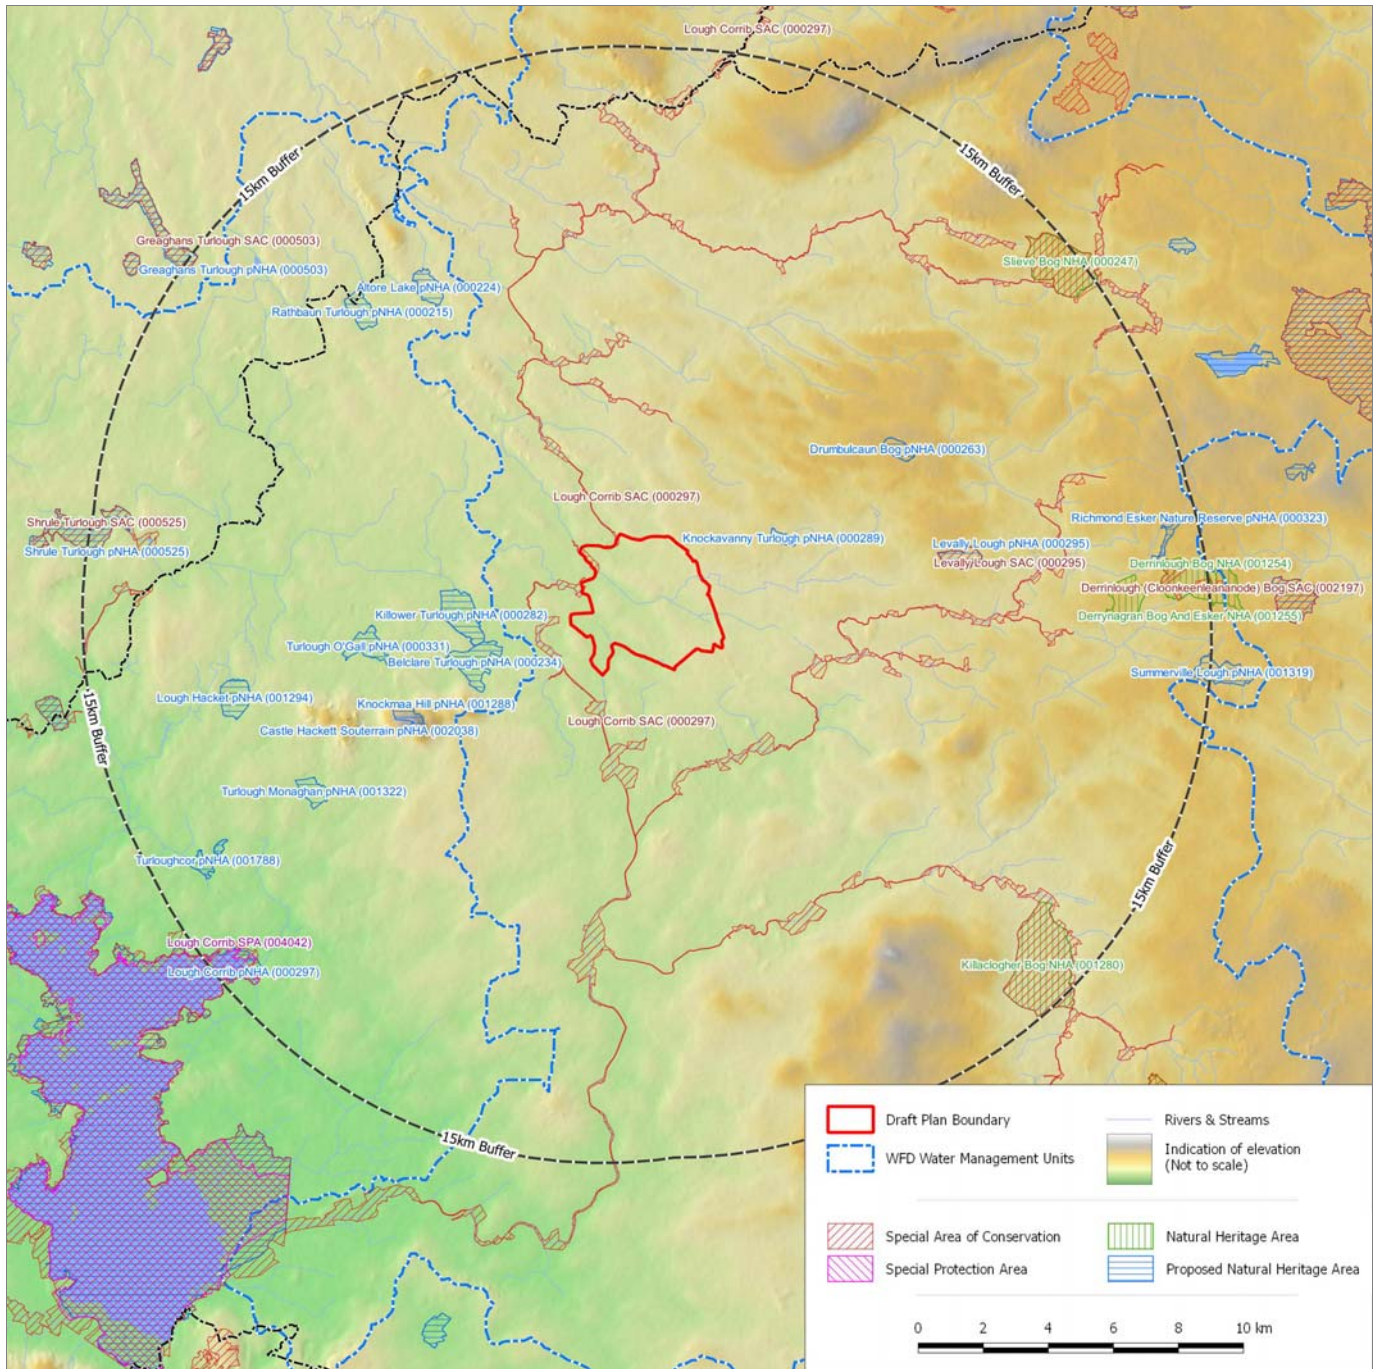 Lough Corrib SAC (000297)
15km Buffer
15km Buffer
Greaghans Turlough SAC (000503)
Greaghans Turlough pNHA (000503)
Slieve Bog NHA (000247)
Altore Lake pNHA (000224)
Rathbaun Turlough pNHA (000215)
Drumbulcaun Bog pNHA (000263)
Lough Corrib SAC (000297)
Shrule Turlough SAC (000525)
Richmond Esker Nature Reserve pNHA (000323)
Knockavanny Turlough pNHA (000289)
Levally Lough pNHA (000295)
Shrule Turlough pNHA (000525)
Levally Lough SAC (000295)
Derrinlough Bog NHA (001254)
Derrinlough (Cloonkeenleananode) Bog SAC (002197)
Killower Turlough pNHA (000282)
Derrynagran Bog And Esker NHA (001255)
Turlough O'Gall pNHA (000331)
Belclare Turlough pNHA (000234)
Summerville Lough pNHA (001319)
Lough Hacket pNHA (001294)
Knockmaa Hill pNHA (001288)
Lough Corrib SAC (000297)
Castle Hackett Souterrain pNHA (002038)
15km Buffer
Turlough Monaghan pNHA (001322)
Turloughcor pNHA (001788)
15km Buffer
Lough Corrib SPA (004042)
Lough Corrib pNHA (000297)
Killaclogher Bog NHA (001280)
15km Buffer
Draft Plan Boundary
Rivers & Streams
WFD Water Management Units
Indication of elevation
(Not to scale)
Special Area of Conservation
Natural Heritage Area
Special Protection Area
Proposed Natural Heritage Area
0 2 4 6 8 10 km